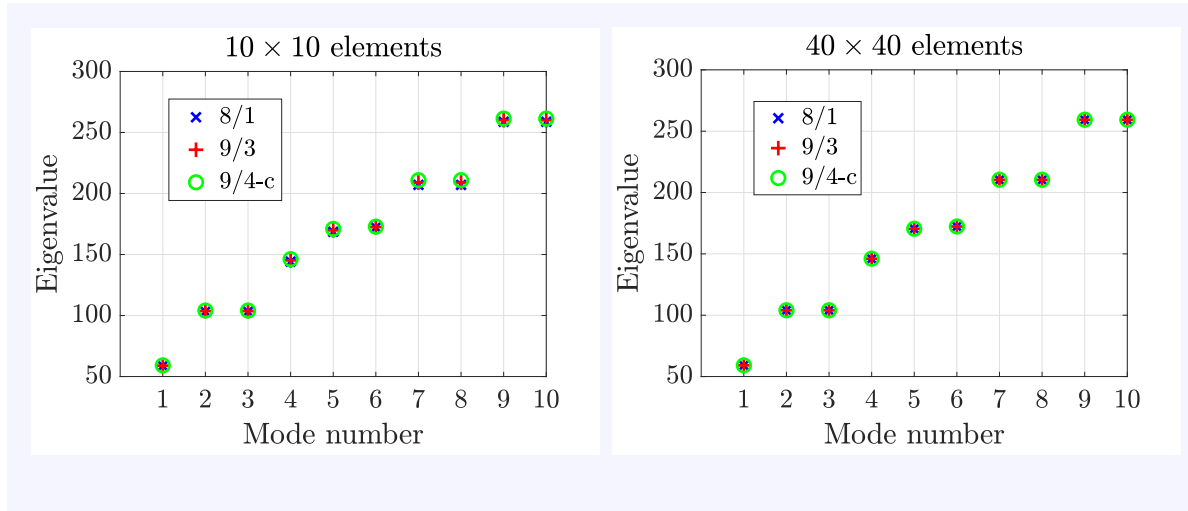 10 × 10 elements
300
250
200
150
100
50
Eigenvalue
8/1
9/3
9/4-c
1 2 3 4 5 6 7 8 9 10
Mode number
40 × 40 elements
300
250
200
150
100
50
Eigenvalue
8/1
9/3
9/4-c
1 2 3 4 5 6 7 8 9 10
Mode number